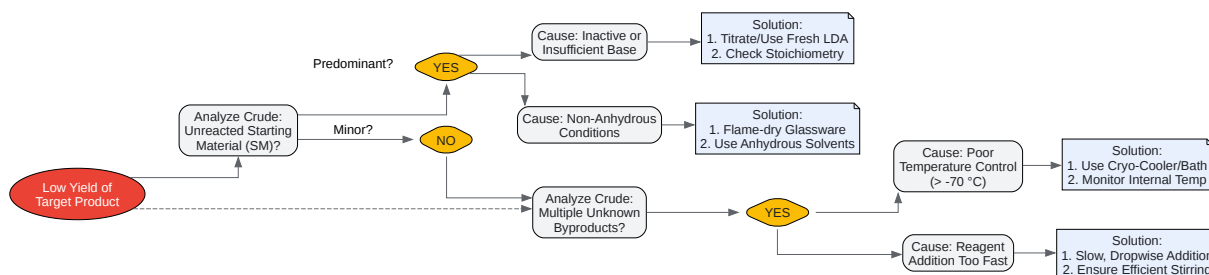 Low Yield of
Target Product
Analyze Crude:
Unreacted Starting
Material (SM)?
Predominant?
Minor?
YES
NO
Cause: Inactive or
Insufficient Base
Solution:
1. Titrate/Use Fresh LDA
2. Check Stoichiometry
Cause: Non-Anhydrous
Conditions
Solution:
1. Flame-dry Glassware
2. Use Anhydrous Solvents
Analyze Crude:
Multiple Unknown
Byproducts?
YES
Cause: Poor
Temperature Control
(> -70 °C)
Solution:
1. Use Cryo-Cooler/Bath
2. Monitor Internal Temp
Cause: Reagent
Addition Too Fast
Solution:
1. Slow, Dropwise Addition
2. Ensure Efficient Stirring